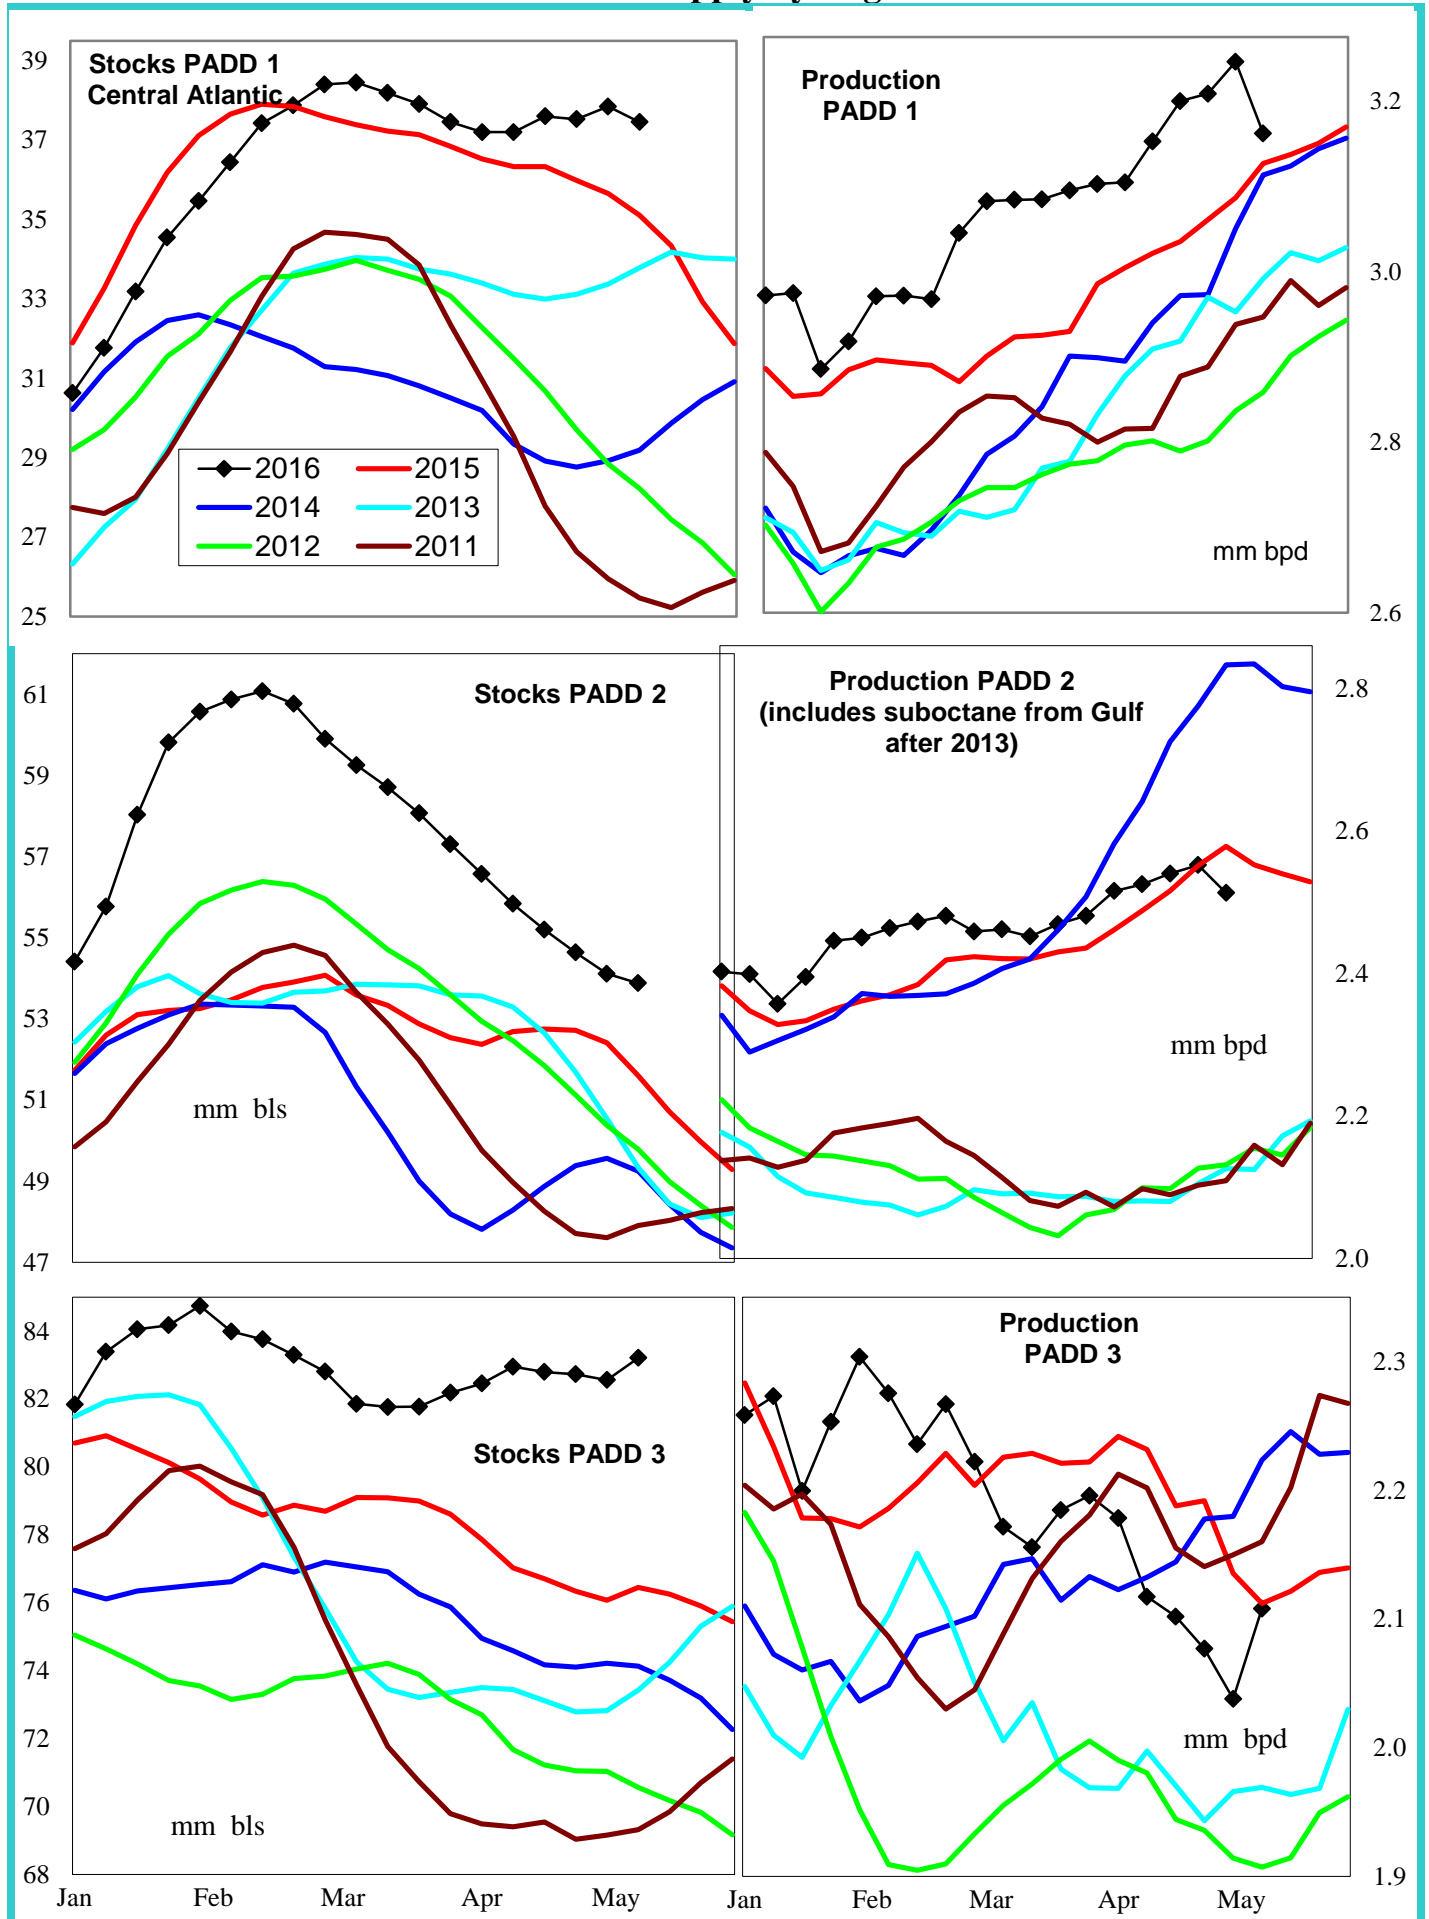 Stocks PADD 1
Central Atlantic
39
37
35
33
31
29
27
25
2016
2015
2014
2013
2012
2011
Production
PADD 1
mm bpd
3.2
3.0
2.8
2.6
Stocks PADD 2
61
59
57
55
53
51
49
47
mm bls
Production PADD 2
(includes suboctane from Gulf
after 2013)
mm bpd
2.8
2.6
2.4
2.2
2.0
Stocks PADD 3
84
82
80
78
76
74
72
70
68
mm bls
Jan Feb Mar Apr May
Production
PADD 3
mm bpd
2.3
2.2
2.1
2.0
1.9
Jan Feb Mar Apr May